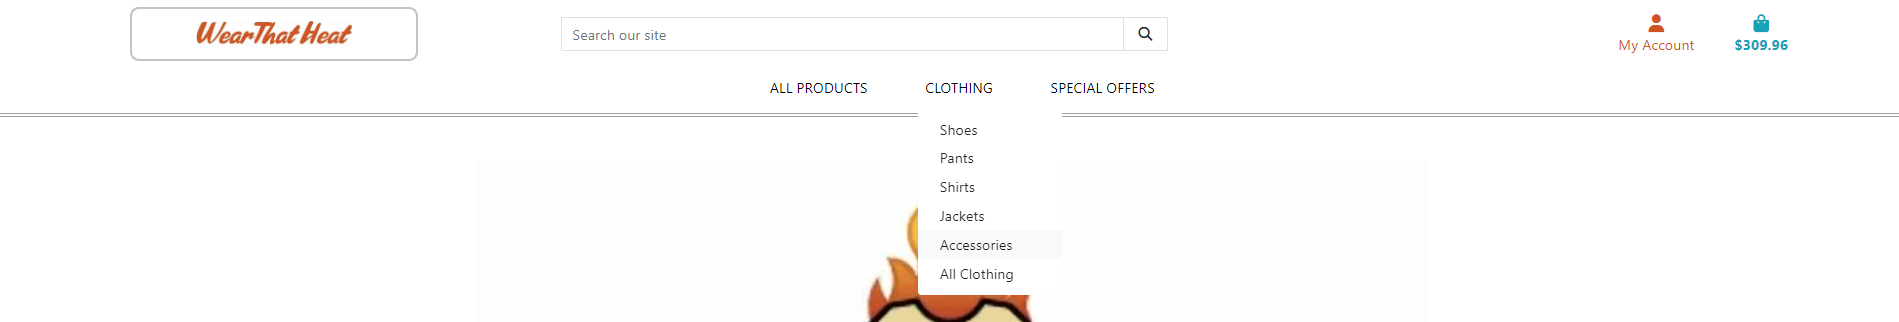 WearThatHeat
Search our site
My Account
$309.96
ALL PRODUCTS
CLOTHING
SPECIAL OFFERS
Shoes
Pants
Shirts
Jackets
Accessories
All Clothing